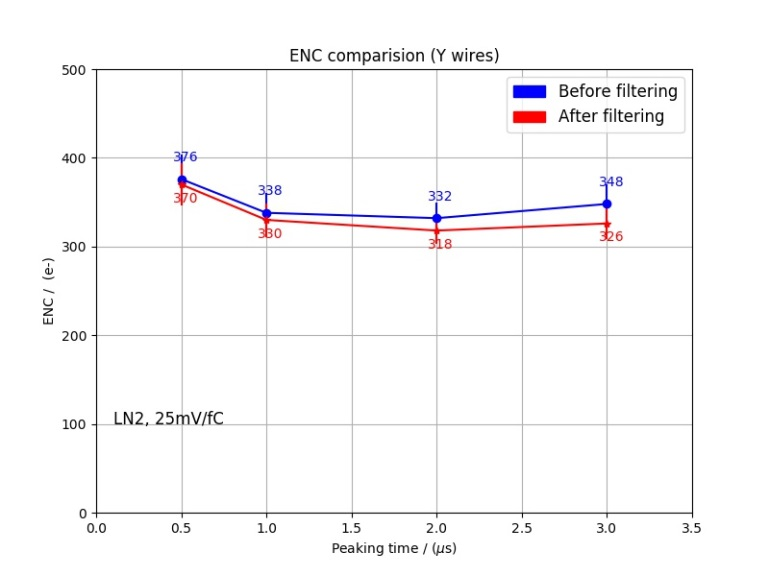 ENC comparision (Y wires)
500
400
300
200
100
0
ENC / (e-)
Before filtering
After filtering
376
338
332
348
370
330
318
326
LN2, 25mV/fC
0.0 0.5 1.0 1.5 2.0 2.5 3.0 3.5
Peaking time / (μs)